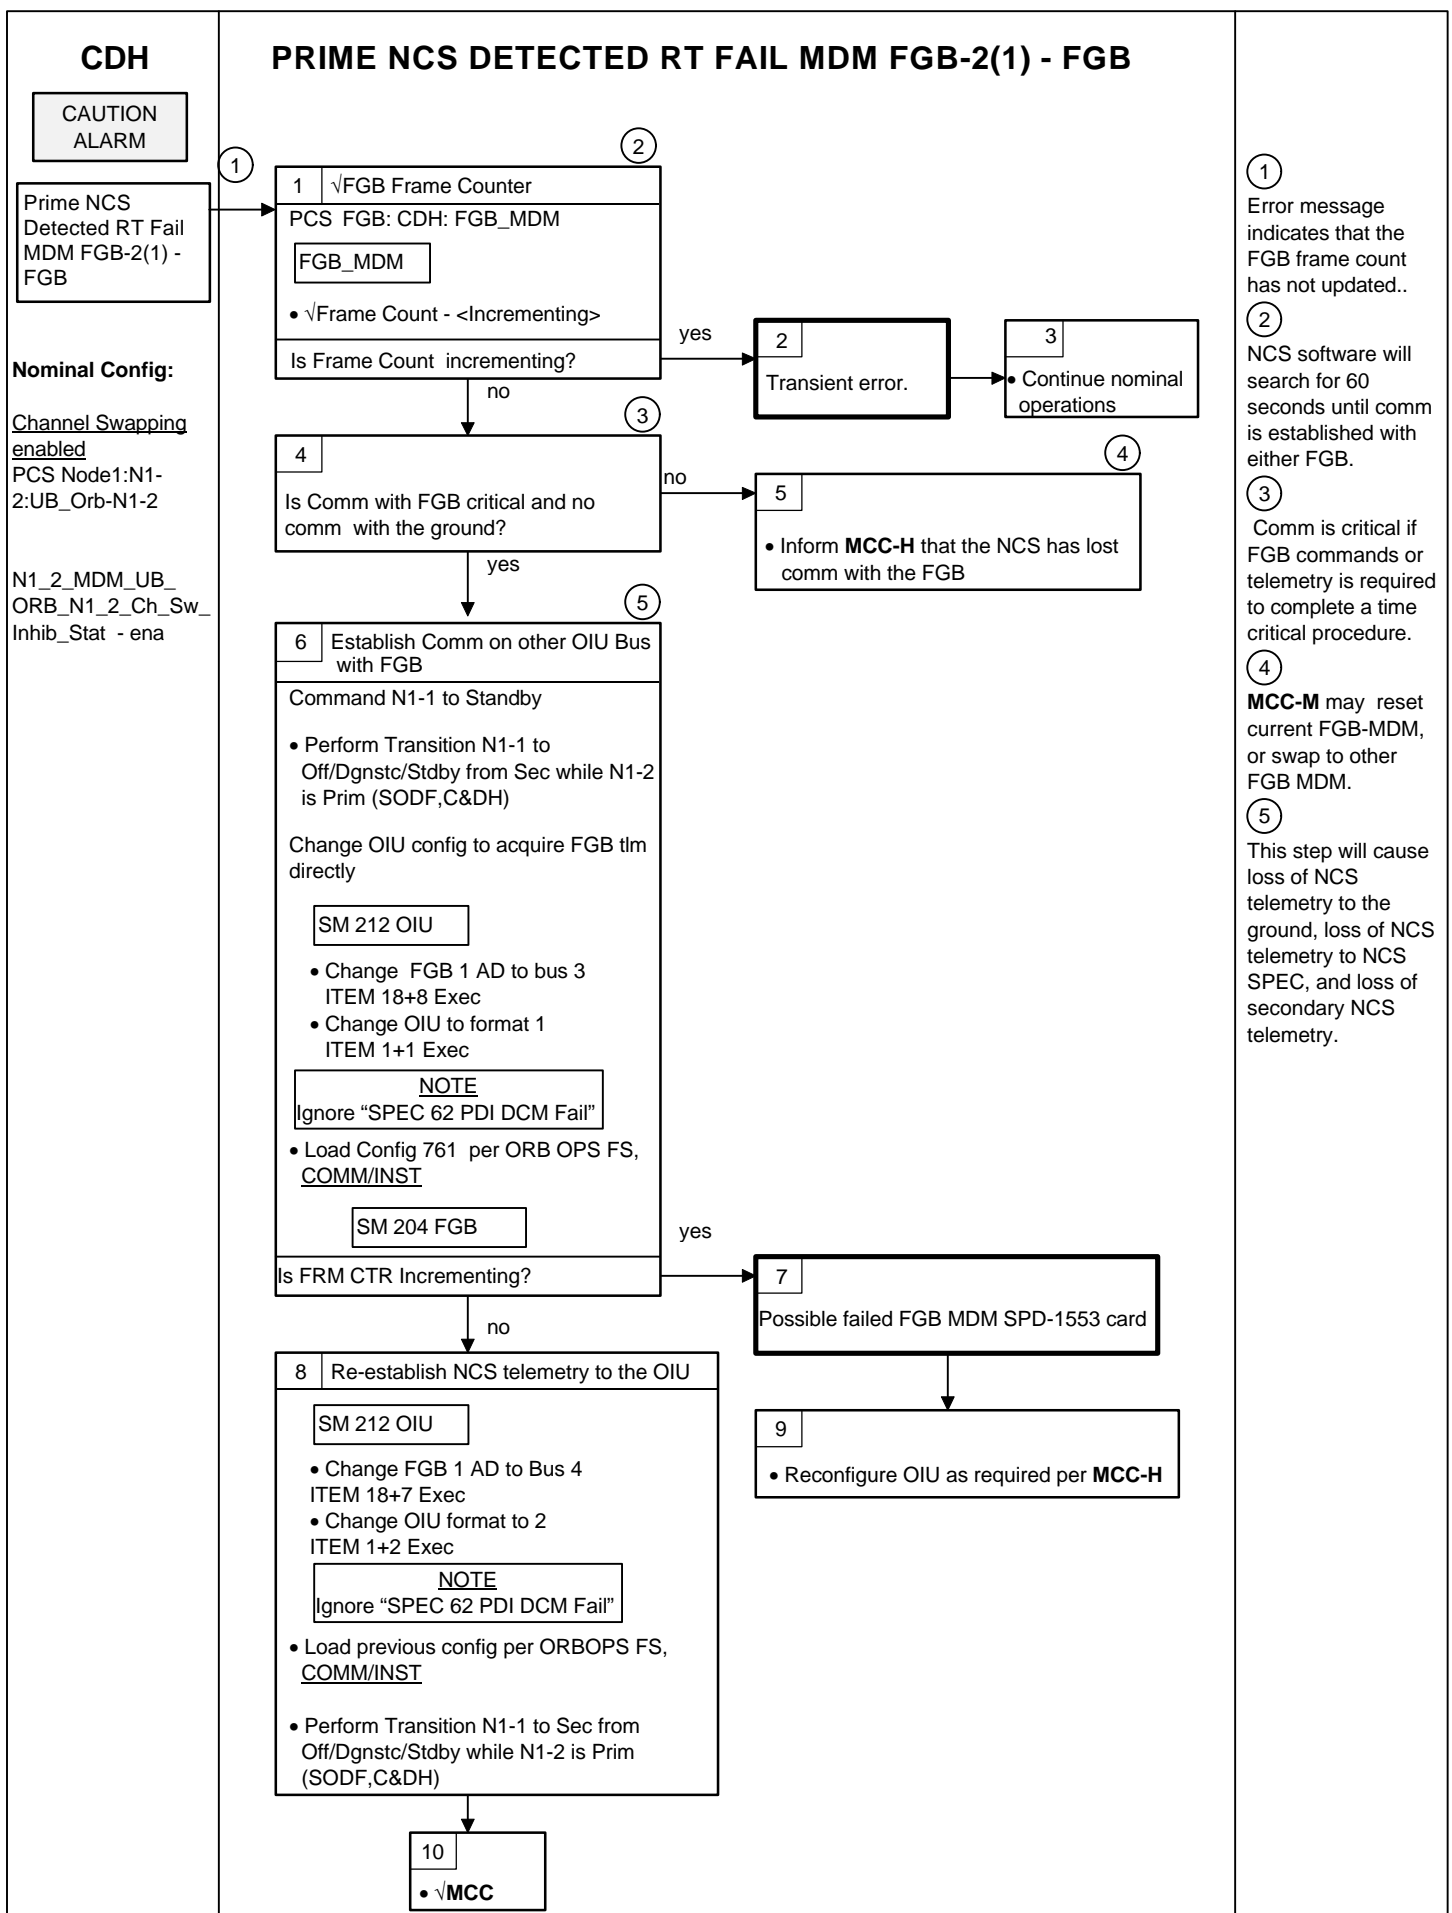 CDH
PRIME NCS DETECTED RT FAIL MDM FGB-2(1) - FGB
CAUTION
ALARM
Prime NCS
Detected RT Fail
MDM FGB-2(1) -
FGB
Nominal Config:
Channel Swapping
enabled
PCS Node1:N1-
2:UB_Orb-N1-2
N1_2_MDM_UB_
ORB_N1_2_Ch_Sw_
Inhib_Stat - ena
1
2
1 √FGB Frame Counter
PCS FGB: CDH: FGB_MDM
FGB_MDM
• √Frame Count - <Incrementing>
Is Frame Count incrementing?
yes
no
2
Transient error.
3
• Continue nominal
operations
3
4
Is Comm with FGB critical and no
comm with the ground?
no
yes
4
5
• Inform MCC-H that the NCS has lost
comm with the FGB
5
6 Establish Comm on other OIU Bus
with FGB
Command N1-1 to Standby
• Perform Transition N1-1 to
Off/Dgnstc/Stdby from Sec while N1-2
is Prim (SODF,C&DH)
Change OIU config to acquire FGB tlm
directly
SM 212 OIU
• Change FGB 1 AD to bus 3
ITEM 18+8 Exec
• Change OIU to format 1
ITEM 1+1 Exec
NOTE
Ignore “SPEC 62 PDI DCM Fail”
• Load Config 761 per ORB OPS FS,
COMM/INST
SM 204 FGB
Is FRM CTR Incrementing?
yes
no
7
Possible failed FGB MDM SPD-1553 card
9
• Reconfigure OIU as required per MCC-H
8 Re-establish NCS telemetry to the OIU
SM 212 OIU
• Change FGB 1 AD to Bus 4
ITEM 18+7 Exec
• Change OIU format to 2
ITEM 1+2 Exec
NOTE
Ignore “SPEC 62 PDI DCM Fail”
• Load previous config per ORBOPS FS,
COMM/INST
• Perform Transition N1-1 to Sec from
Off/Dgnstc/Stdby while N1-2 is Prim
(SODF,C&DH)
10
• √MCC
1
Error message
indicates that the
FGB frame count
has not updated..
2
NCS software will
search for 60
seconds until comm
is established with
either FGB.
3
Comm is critical if
FGB commands or
telemetry is required
to complete a time
critical procedure.
4
MCC-M may reset
current FGB-MDM,
or swap to other
FGB MDM.
5
This step will cause
loss of NCS
telemetry to the
ground, loss of NCS
telemetry to NCS
SPEC, and loss of
secondary NCS
telemetry.